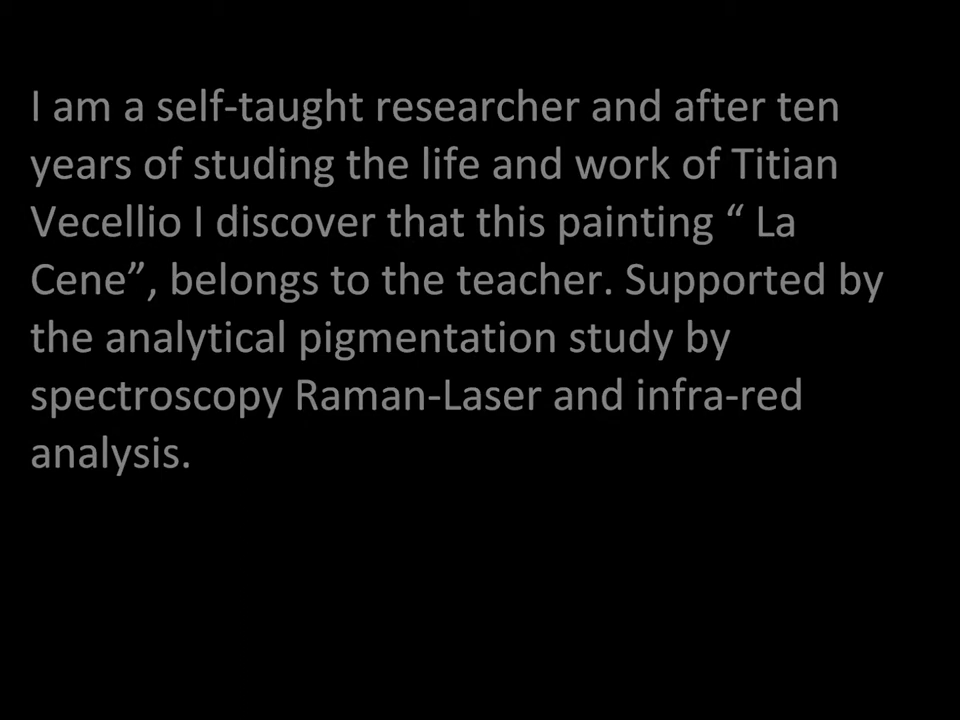 I am a self-taught researcher and after ten
years of studing the life and work of Titian
Vecellio I discover that this painting “ La
Cene”, belongs to the teacher. Supported by
the analytical pigmentation study by
spectroscopy Raman-Laser and infra-red
analysis.